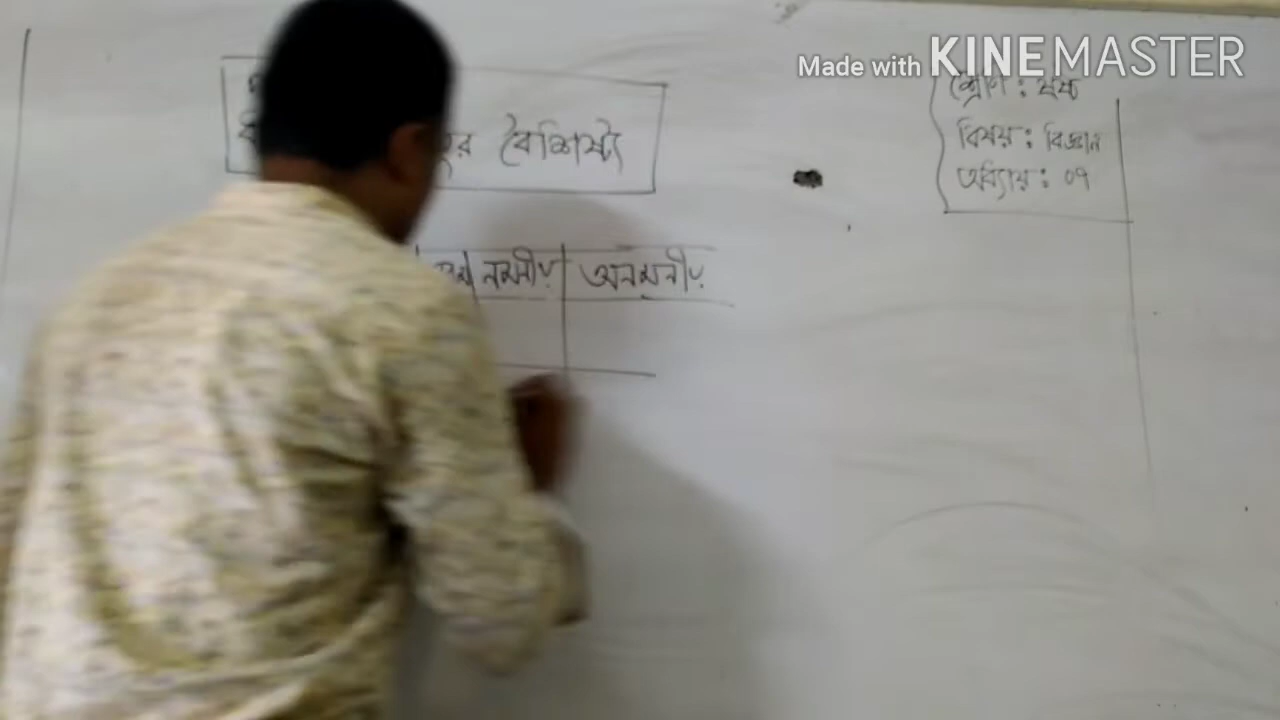 Made with KINEMASTER
শ্রেণি : ষষ্ঠ
বিষয় : বিজ্ঞান
অধ্যায় : ০৭
বৈশিষ্ট্য
নমনীয় অনমনীয়